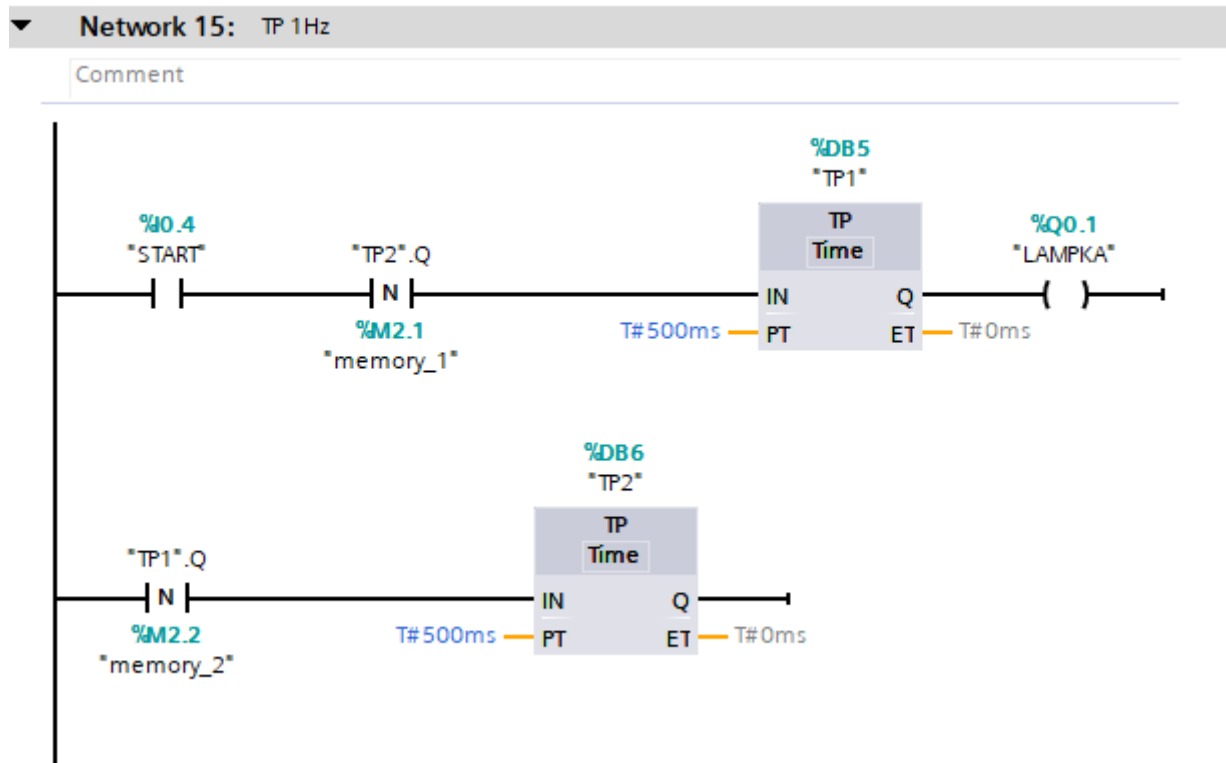 Network 15: TP 1Hz
Comment
%DB5
"TP1"
%I0.4
"START"
"TP2".Q
TP
Time
%Q0.1
"LAMPKA"
N
IN
Q
%M2.1
"memory_1"
T#500ms
PT
ET
T#0ms
%DB6
"TP2"
TP
Time
"TP1".Q
N
IN
Q
%M2.2
"memory_2"
T#500ms
PT
ET
T#0ms